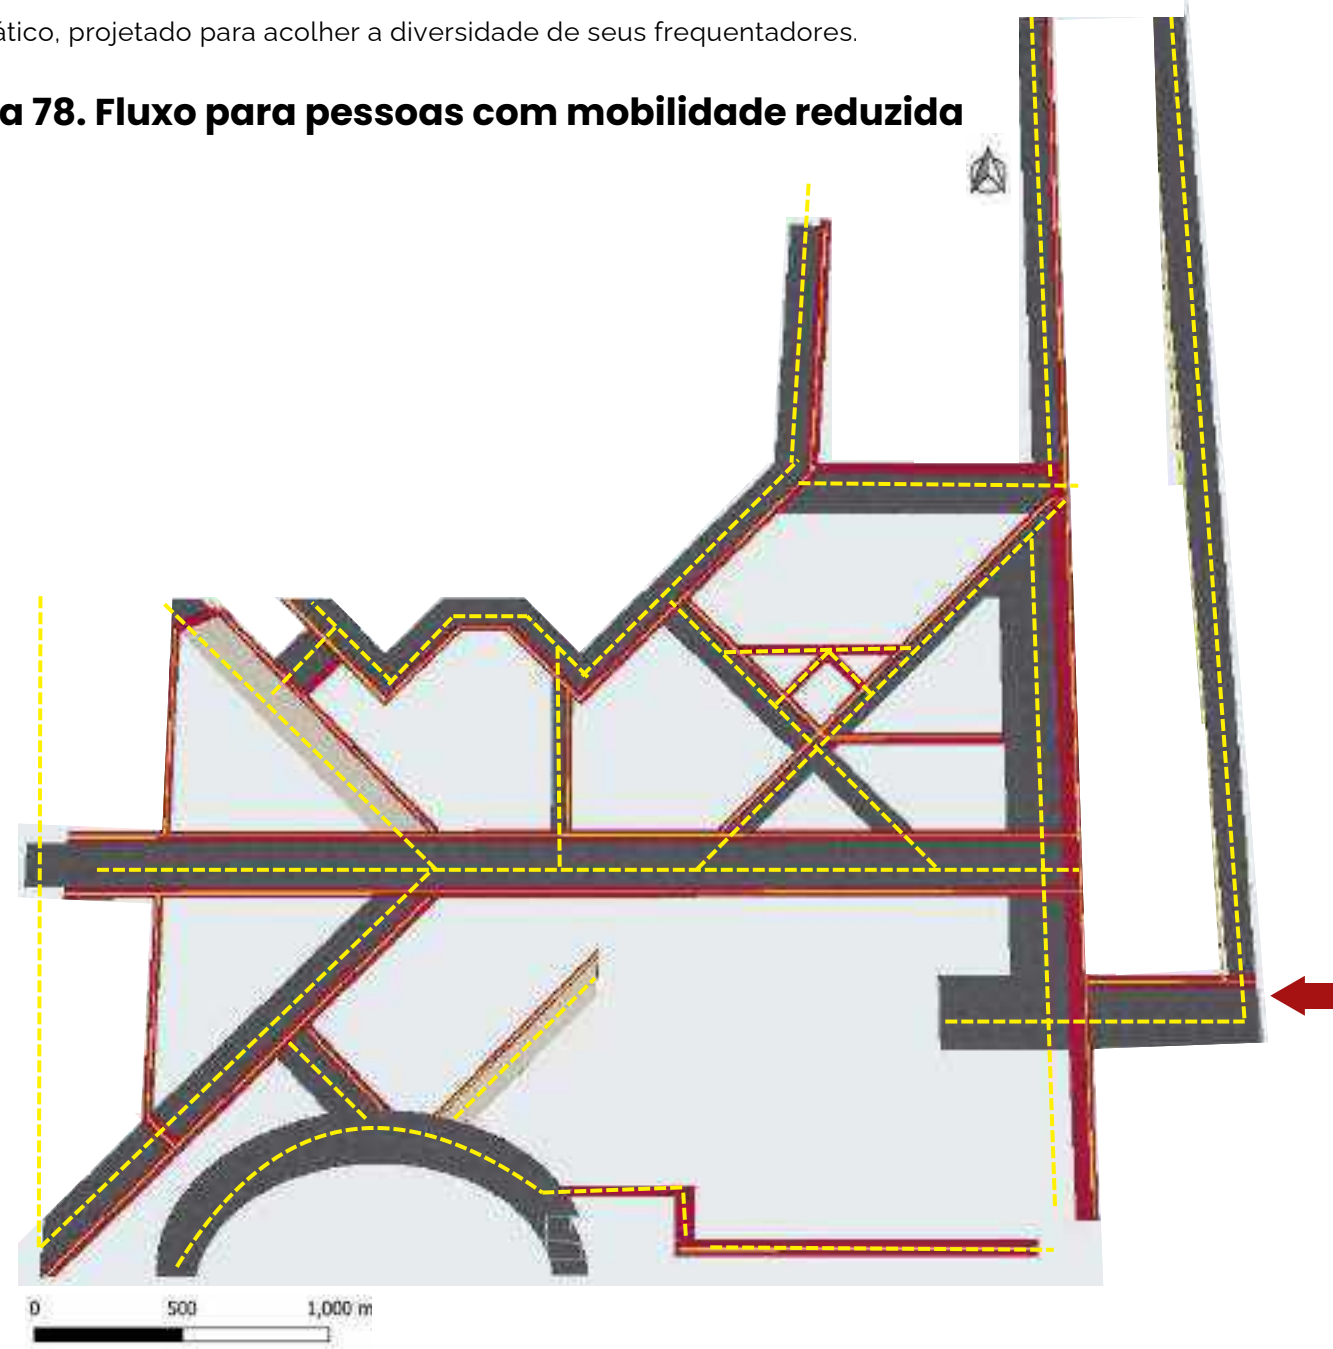 ático, projetado para acolher a diversidade de seus frequentadores.
a 78. Fluxo para pessoas com mobilidade reduzida
0 500 1,000 m